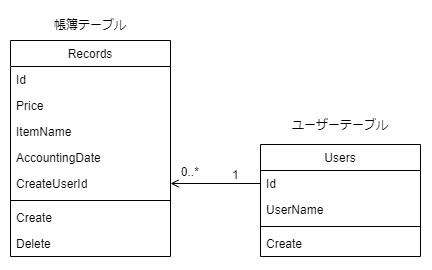 帳簿テーブル
Records
Id
Price
ItemName
AccountingDate
CreateUserId
Create
Delete
0..*
1
ユーザーテーブル
Users
Id
UserName
Create